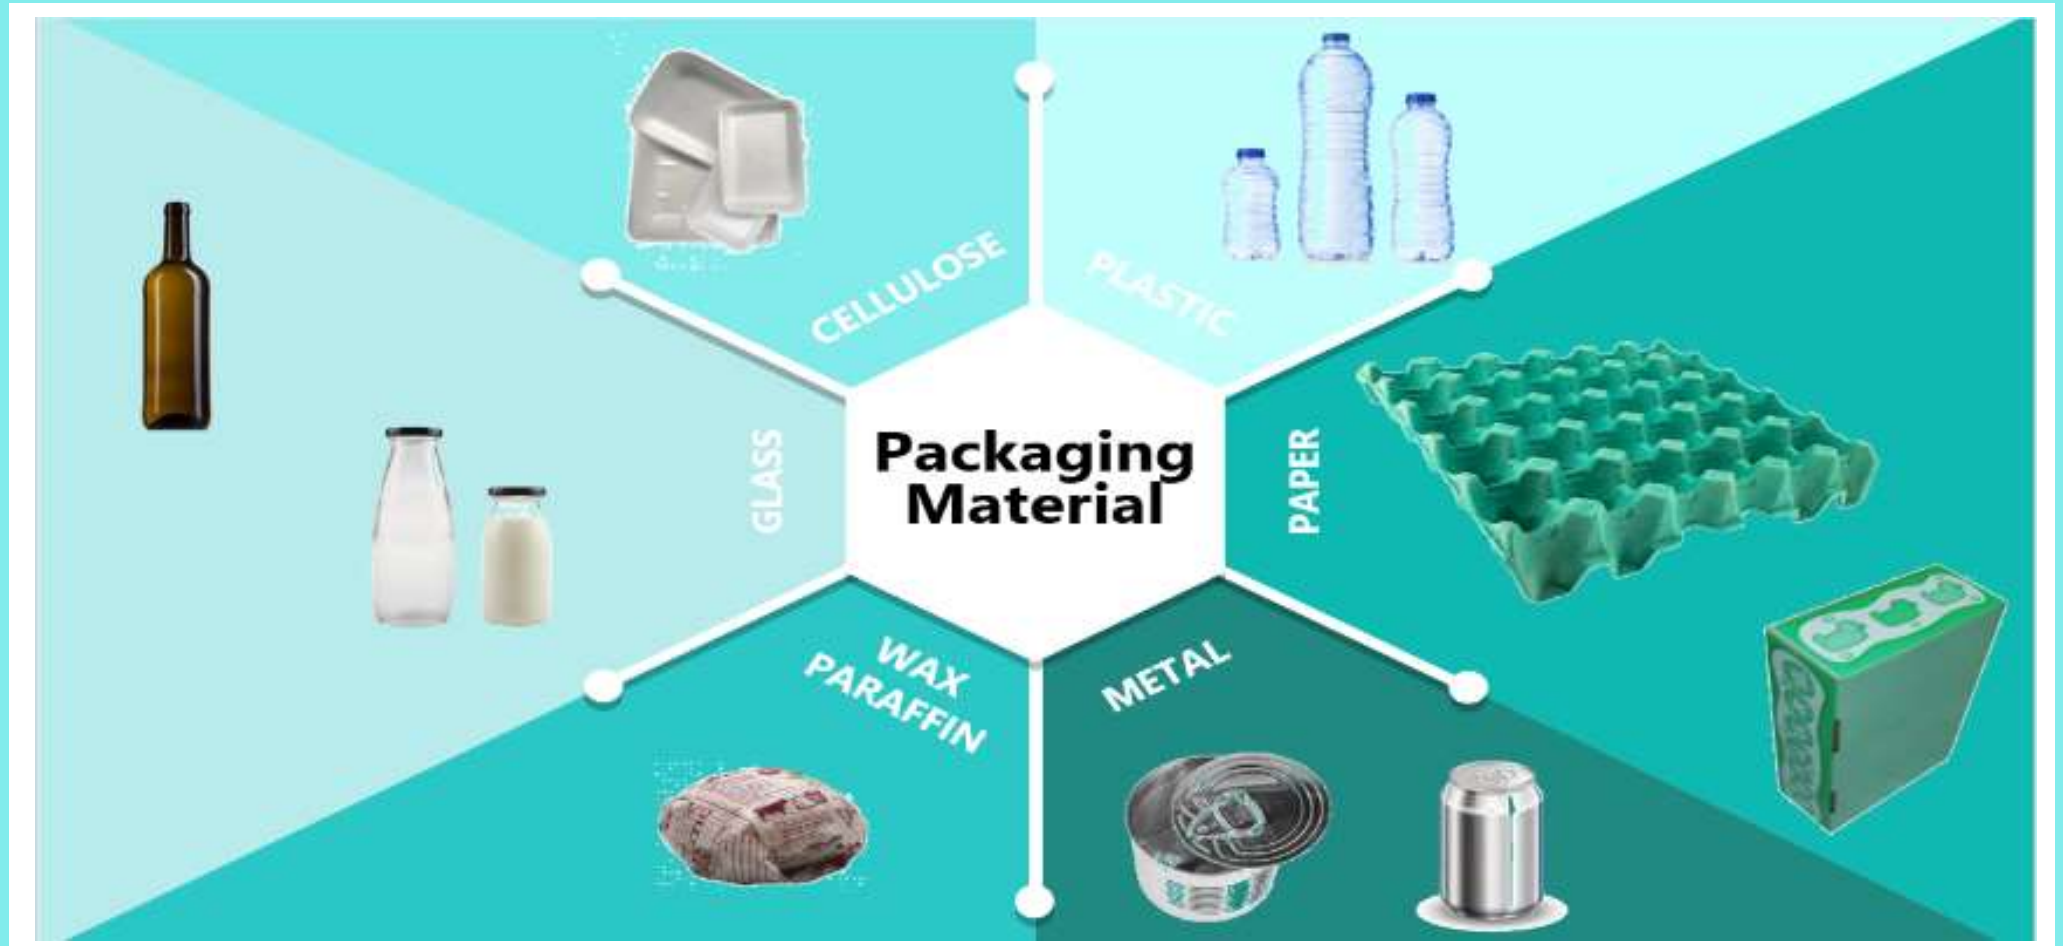 CELLULOSE
PLASTIC
GLASS
Packaging
Material
PAPER
WAX
PARAFFIN
METAL